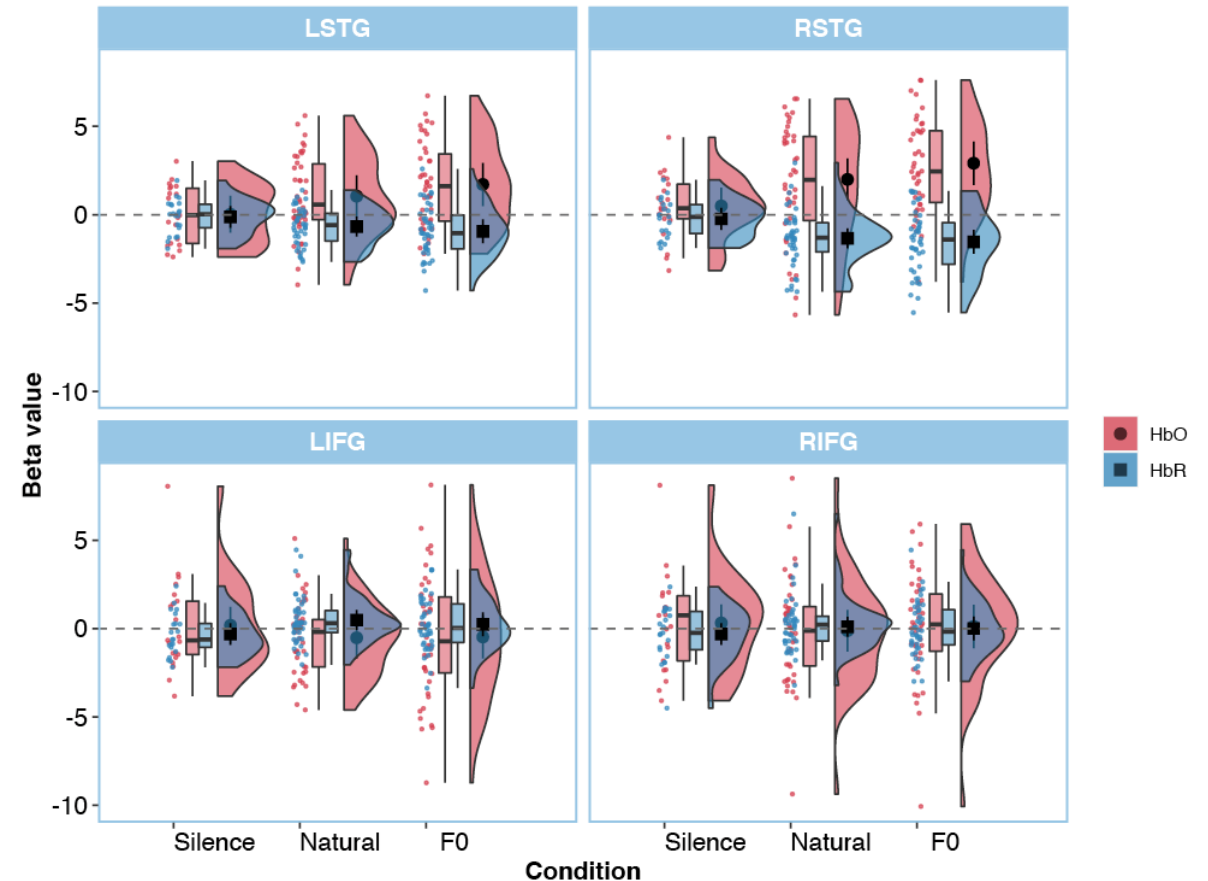 LSTG
RSTG
5
0
-5
-10
LIFG
RIFG
5
0
-5
-10
Beta value
HbO
HbR
Silence Natural F0
Silence Natural F0
Condition